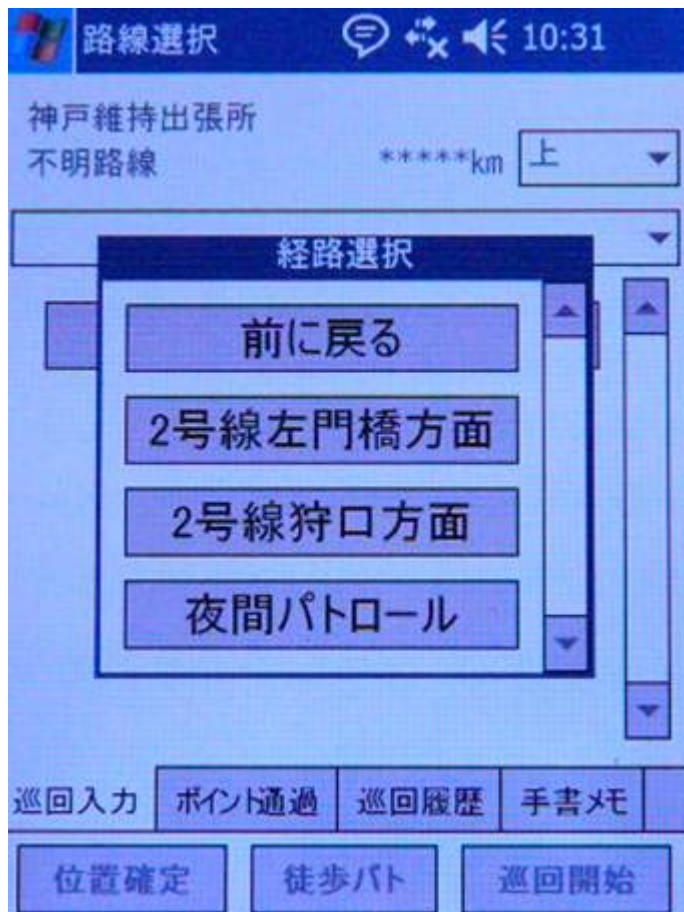 路線選択 10:31
神戸維持出張所
不明路線 *****km 上
経路選択
前に戻る
2号線左門橋方面
2号線狩口方面
夜間パトロール
巡回入力 ポイント通過 巡回履歴 手書メモ
位置確定 徒歩パト 巡回開始